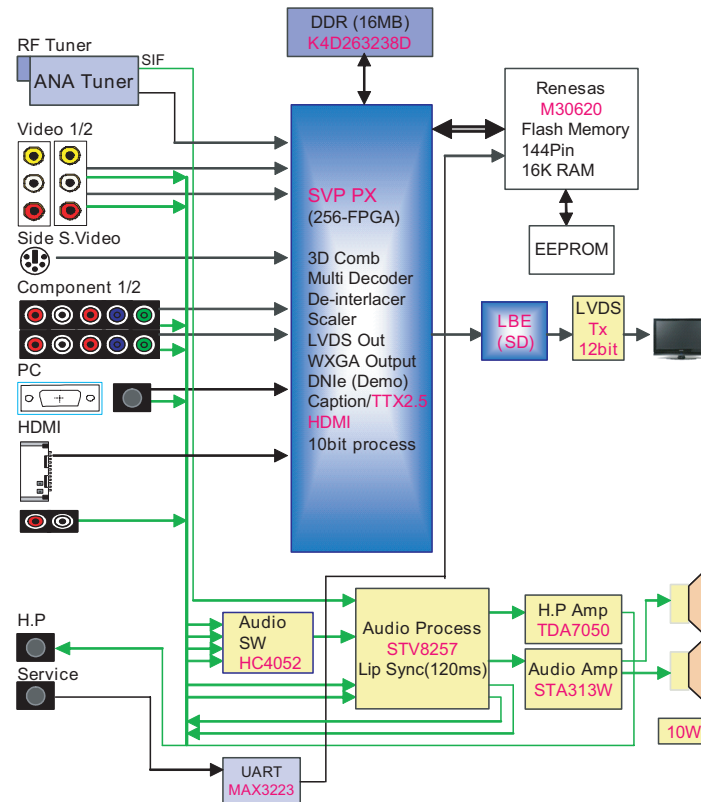 DDR (16MB)
K4D263238D
RF Tuner
SIF
ANA Tuner
Renesas
M30620
Flash Memory
144Pin
16K RAM
EEPROM
Video 1/2
Side S.Video
Component 1/2
PC
HDMI
SVP PX
(256-FPGA)
3D Comb
Multi Decoder
De-interlacer
Scaler
LVDS Out
WXGA Output
DNIe (Demo)
Caption/TTX2.5
HDMI
10bit process
LBE
(SD)
LVDS
Tx
12bit
H.P
Service
Audio
SW
HC4052
Audio Process
STV8257
Lip Sync(120ms)
H.P Amp
TDA7050
Audio Amp
STA313W
10W
UART
MAX3223